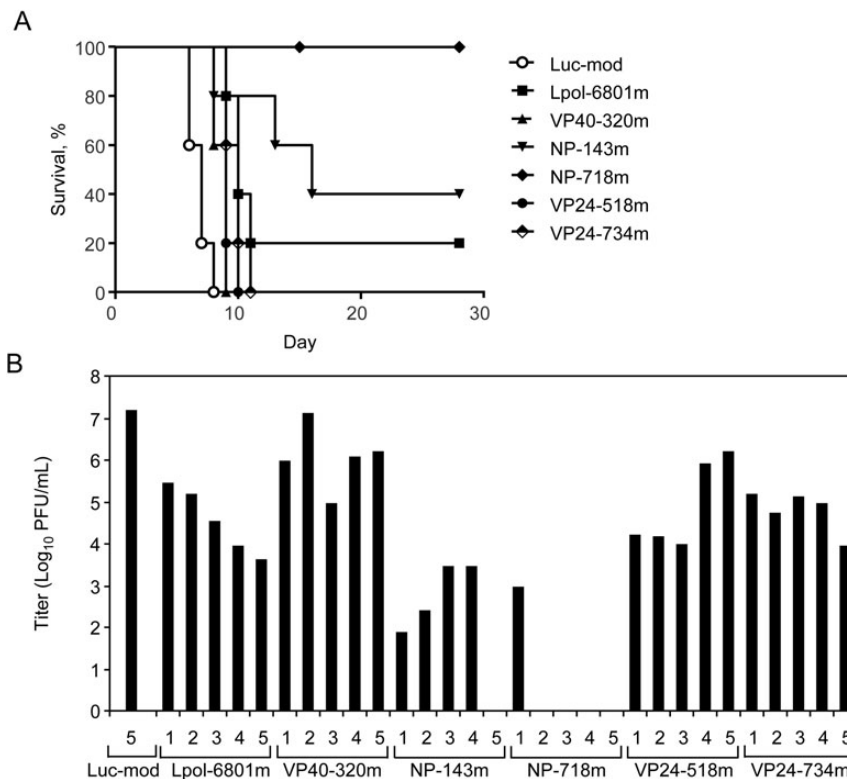 A
100
80
60
40
20
0
Survival, %
0 10 20 30
Day
Luc-mod
Lpol-6801m
VP40-320m
NP-143m
NP-718m
VP24-518m
VP24-734m
B
8
7
6
5
4
3
2
1
0
Titer (Log10 PFU/mL)
5 1 2 3 4 5 1 2 3 4 5 1 2 3 4 5 1 2 3 4 5 1 2 3 4 5 1 2 3 4 5
Luc-mod Lpol-6801m VP40-320m NP-143m NP-718m VP24-518m VP24-734m